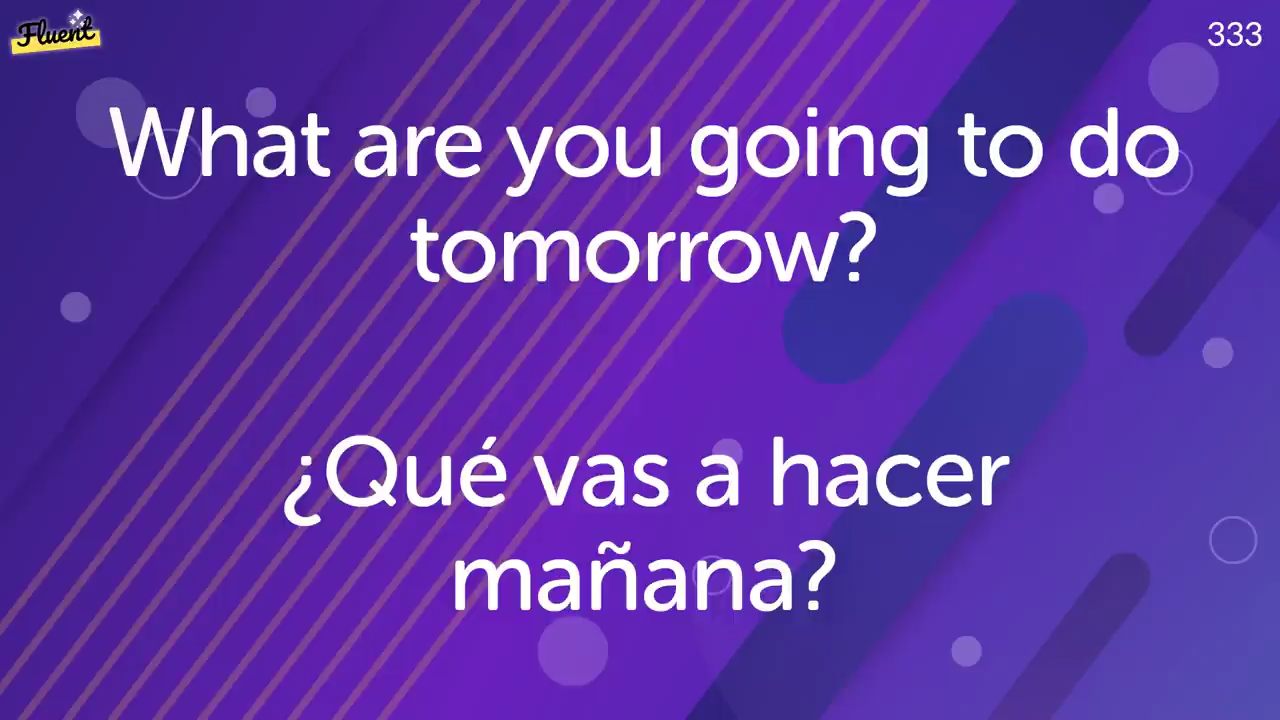 Fluent
333
What are you going to do
tomorrow?
¿Qué vas a hacer
mañana?